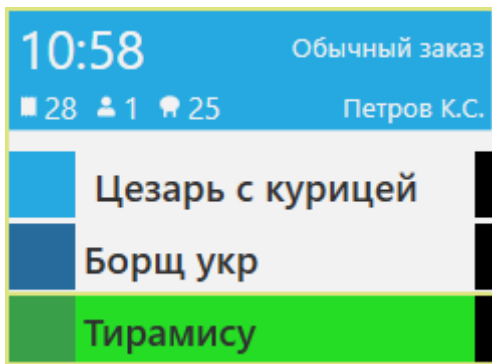 10:58
Обычный заказ
28 1 25
Петров К.С.
Цезарь с курицей
Борщ укр
Тирамису